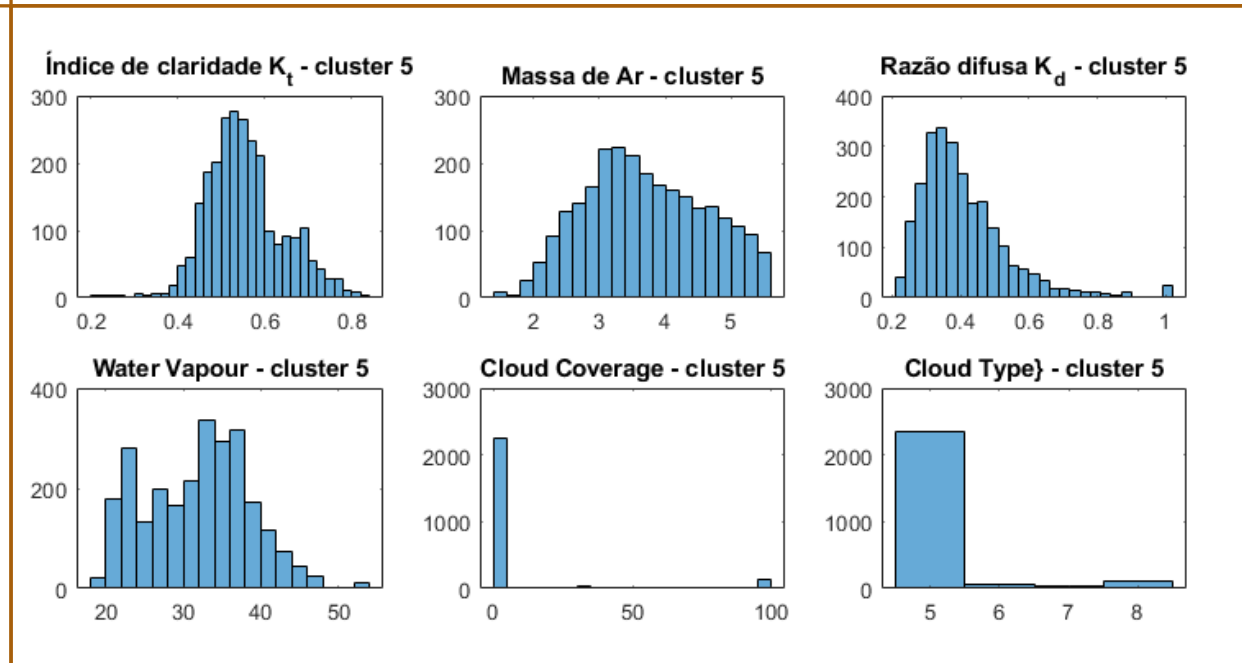 Índice de claridade K_t - cluster 5
Massa de Ar - cluster 5
Razão difusa K_d - cluster 5
300
200
100
0
0.2 0.4 0.6 0.8
300
200
100
0
2 3 4 5
400
300
200
100
0
0.2 0.4 0.6 0.8 1
Water Vapour - cluster 5
Cloud Coverage - cluster 5
Cloud Type} - cluster 5
400
200
0
20 30 40 50
3000
2000
1000
0
0 50 100
3000
2000
1000
0
5 6 7 8